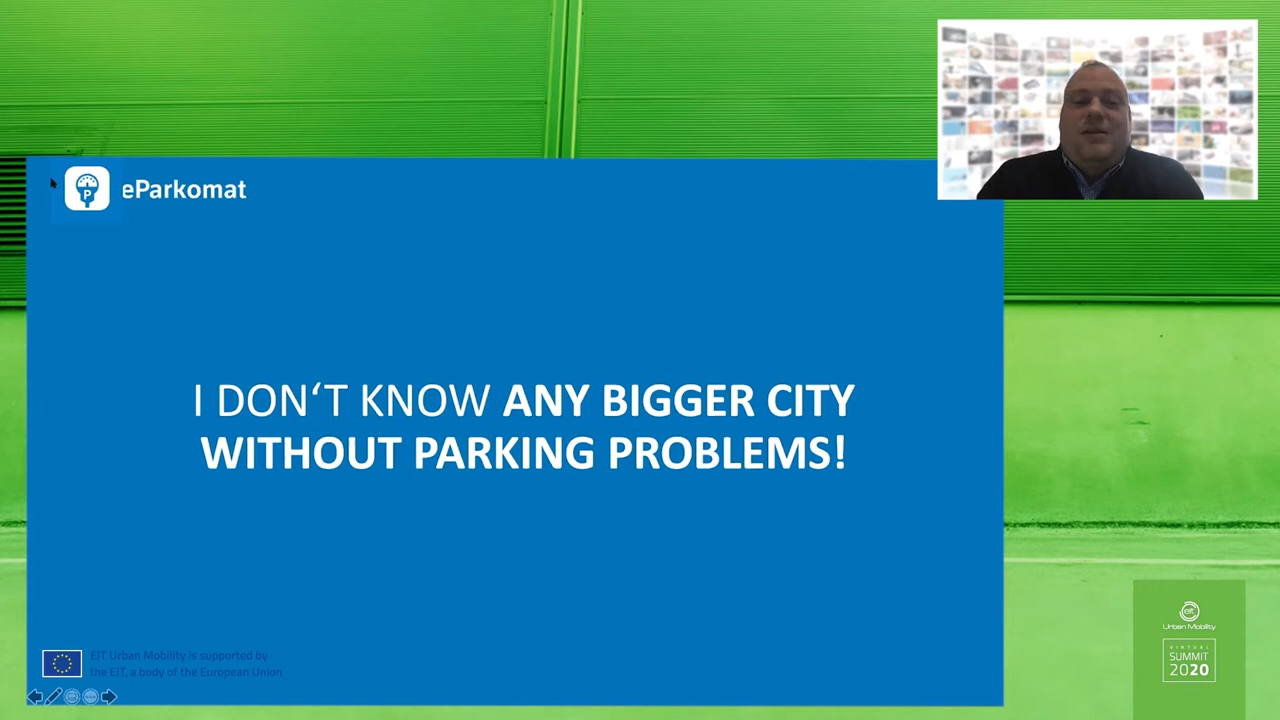 eParkomat
I DON‘T KNOW ANY BIGGER CITY
WITHOUT PARKING PROBLEMS!
EIT Urban Mobility is supported by
the EIT, a body of the European Union
eit
Urban Mobility
VIRTUAL
SUMMIT
2020
P